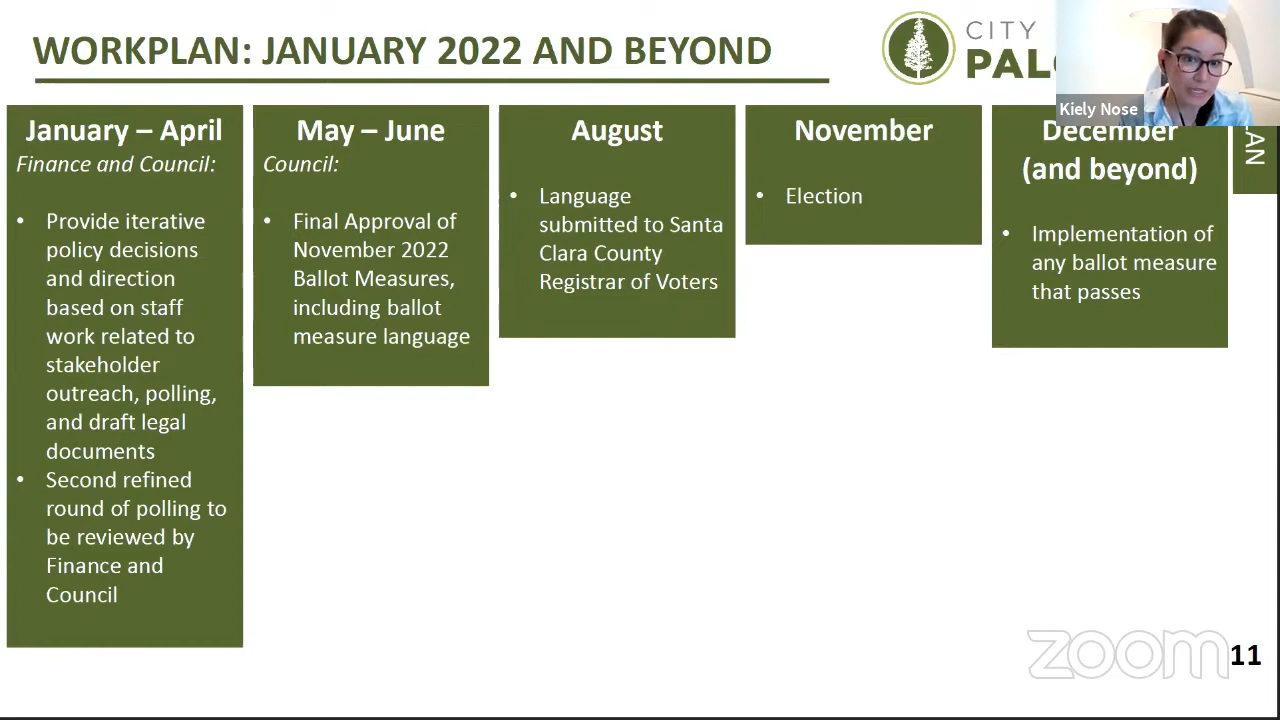 WORKPLAN: JANUARY 2022 AND BEYOND
CITY
PALO
Kiely Nose
January – April
Finance and Council:
• Provide iterative
policy decisions
and direction
based on staff
work related to
stakeholder
outreach, polling,
and draft legal
documents
• Second refined
round of polling to
be reviewed by
Finance and
Council
May – June
Council:
• Final Approval of
November 2022
Ballot Measures,
including ballot
measure language
August
• Language
submitted to Santa
Clara County
Registrar of Voters
November
• Election
December
(and beyond)
• Implementation of
any ballot measure
that passes
zoom
11